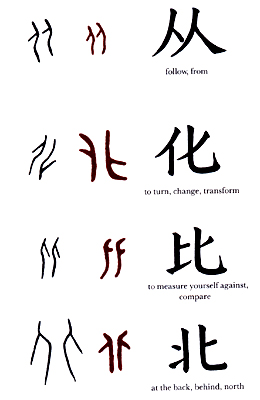 从
follow, from
化
to turn, change, transform
比
to measure yourself against,
compare
北
at the back, behind, north